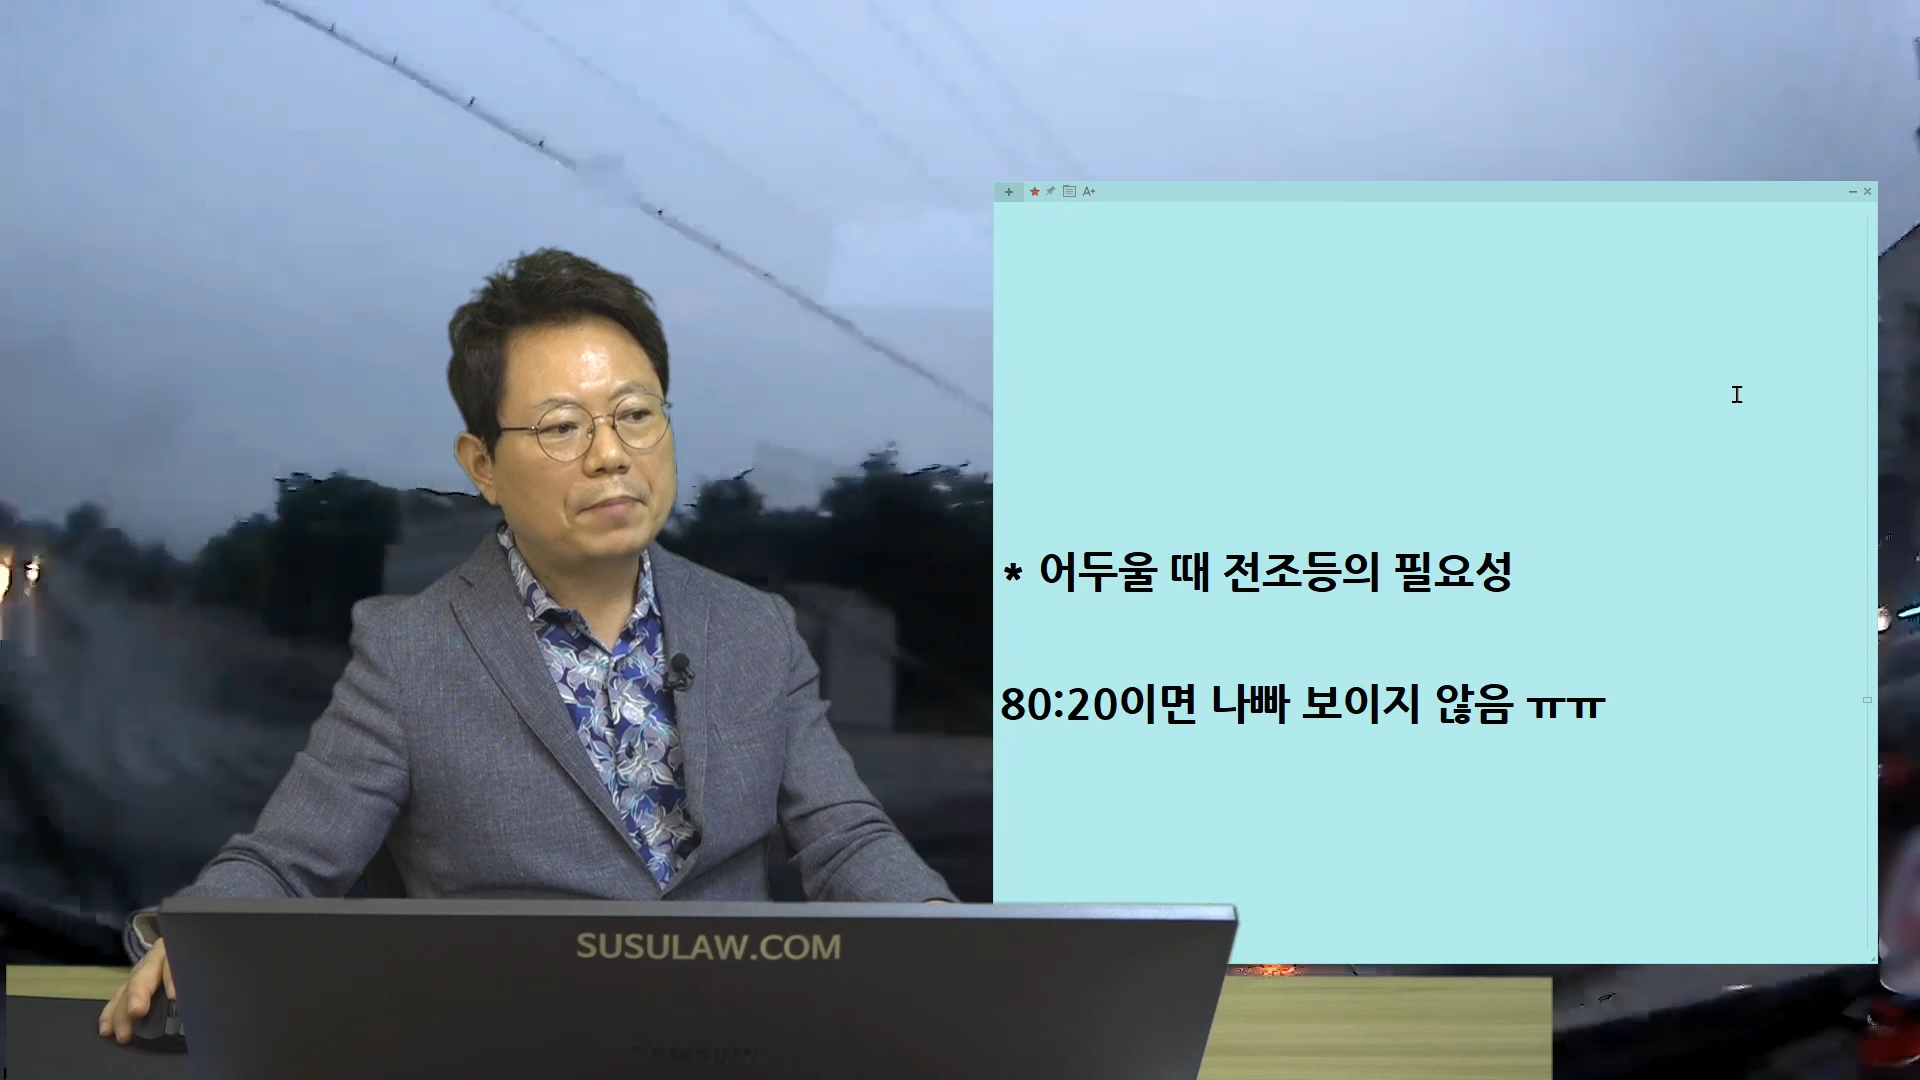 A+
* 어두울 때 전조등의 필요성
80:20이면 나빠 보이지 않음 ㅠㅠ
SUSULAW.COM
SAMSUNG